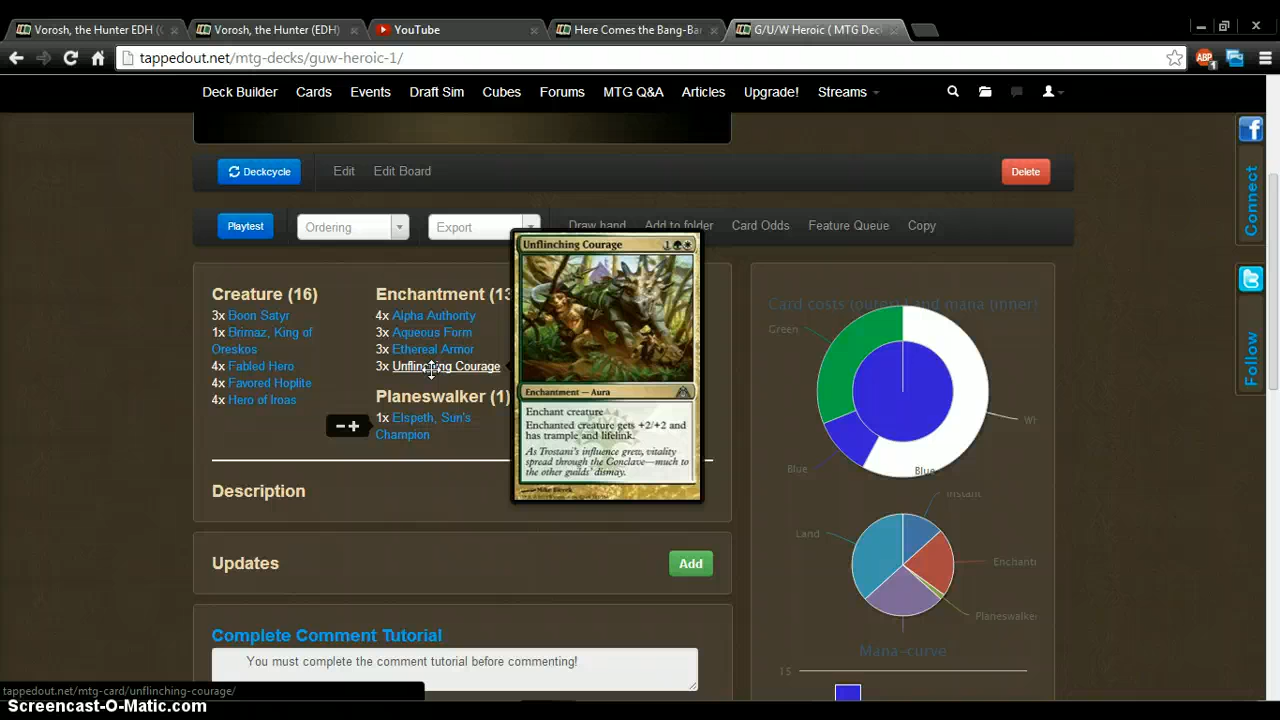 Vorosh, the Hunter EDH (
Vorosh, the Hunter (EDH)
YouTube
Here Comes the Bang-Ba
G/U/W Heroic ( MTG Dec
tappedout.net/mtg-decks/guw-heroic-1/
ABP
1
Deck Builder Cards Events Draft Sim Cubes Forums MTG Q&A Articles Upgrade! Streams
Connect
Follow
Deckcycle Edit Edit Board Delete
Playtest Ordering Export Draw hand Add to folder Card Odds Feature Queue Copy
Creature (16)
3x Boon Satyr
1x Brimaz, King of
Oreskos
4x Fabled Hero
4x Favored Hoplite
4x Hero of Iroas
Enchantment (13
4x Alpha Authority
3x Aqueous Form
3x Ethereal Armor
3x Unflinching Courage
Planeswalker (1)
1x Elspeth, Sun's
Champion
Unflinching Courage 1
Enchantment — Aura
Enchant creature
Enchanted creature gets +2/+2 and
has trample and lifelink.
As Trostani's influence grew, vitality
spread through the Conclave—much to
the other guilds' dismay.
Description
Updates Add
Complete Comment Tutorial
You must complete the comment tutorial before commenting!
Card costs (outer) and mana (inner)
Green
Blue
Wh
Blue
Instant
Land
Enchantı
Planeswalker
Mana-curve
15
tappedout.net/mtg-card/unflinching-courage/
Screencast-O-Matic.com